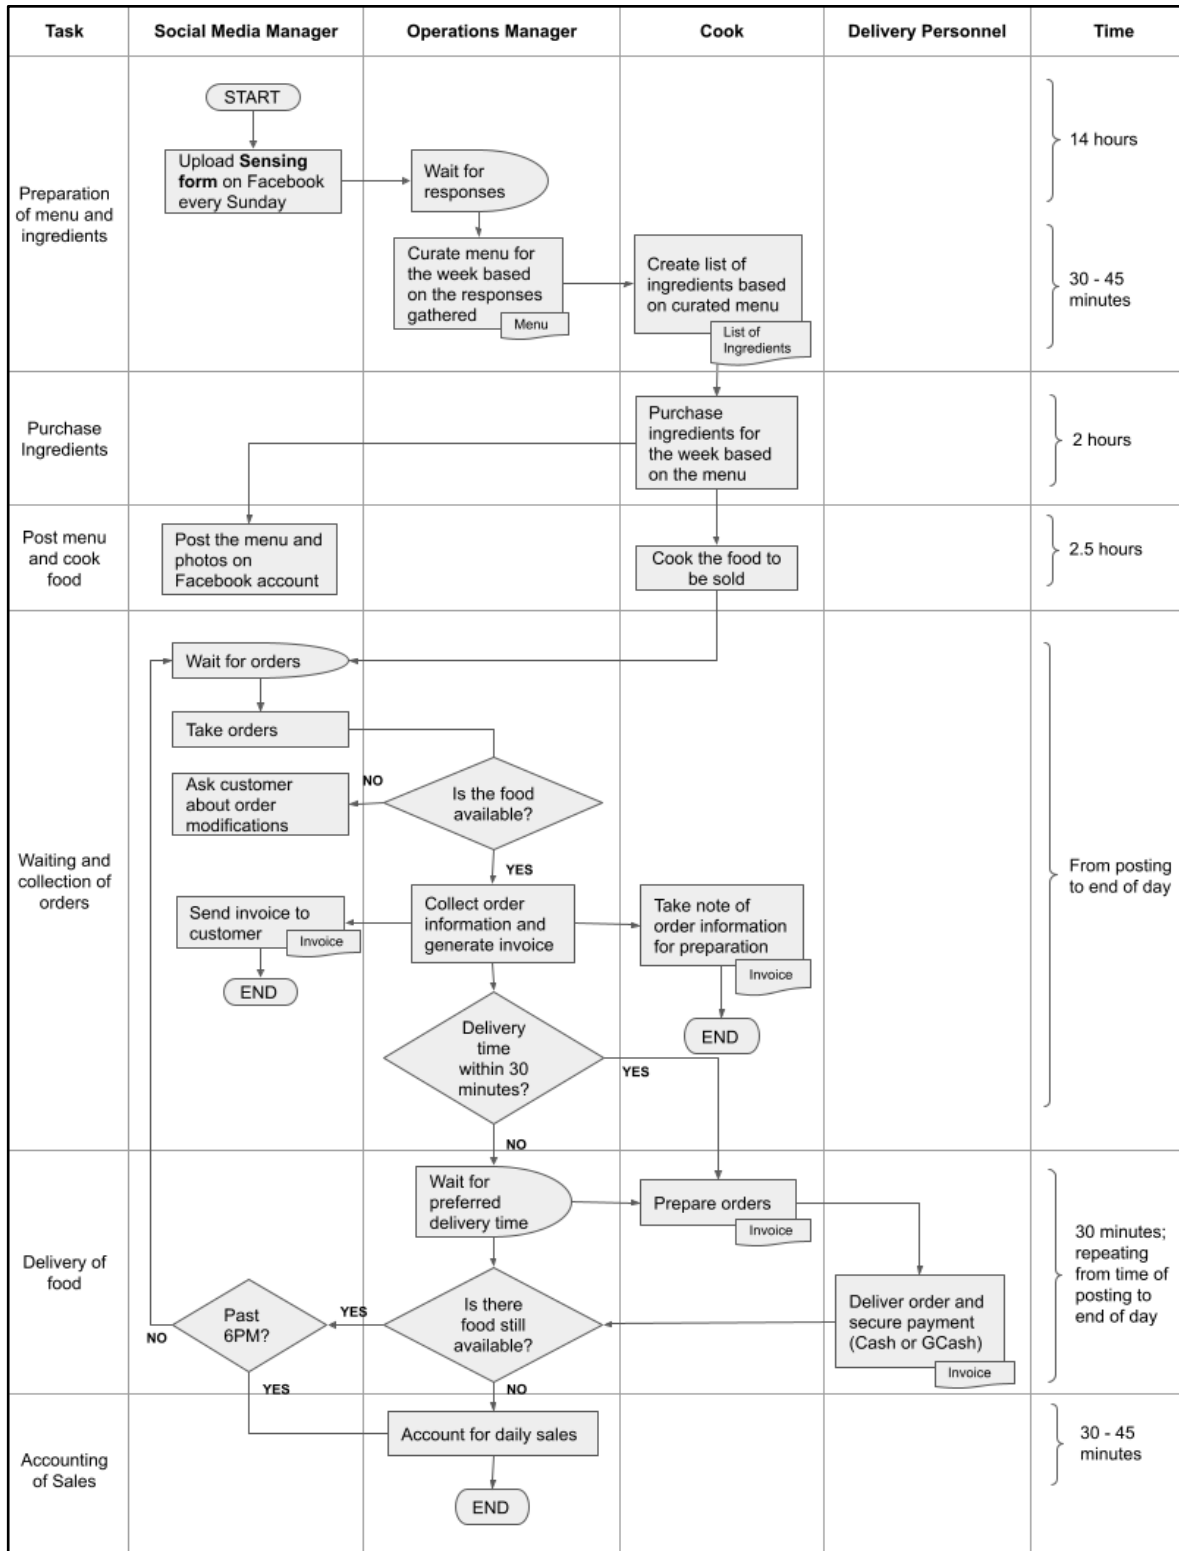 Task
Social Media Manager
Operations Manager
Cook
Delivery Personnel
Time
Preparation
of menu and
ingredients
START
Upload Sensing
form on Facebook
every Sunday
Wait for
responses
Curate menu for
the week based
on the responses
gathered
Menu
Create list of
ingredients based
on curated menu
List of
Ingredients
14 hours
30 - 45
minutes
Purchase
Ingredients
Purchase
ingredients for
the week based
on the menu
2 hours
Post menu
and cook
food
Post the menu and
photos on
Facebook account
Cook the food to
be sold
2.5 hours
Waiting and
collection of
orders
Wait for orders
Take orders
Ask customer
about order
modifications
NO
Is the food
available?
YES
Send invoice to
customer
Invoice
END
Collect order
information and
generate invoice
Take note of
order information
for preparation
Invoice
END
Delivery
time
within 30
minutes?
YES
NO
From posting
to end of day
Delivery of
food
Wait for
preferred
delivery time
Prepare orders
Invoice
Past
6PM?
NO
YES
YES
Is there
food still
available?
NO
Deliver order and
secure payment
(Cash or GCash)
Invoice
30 minutes;
repeating
from time of
posting to
end of day
Accounting
of Sales
Account for daily sales
END
30 - 45
minutes